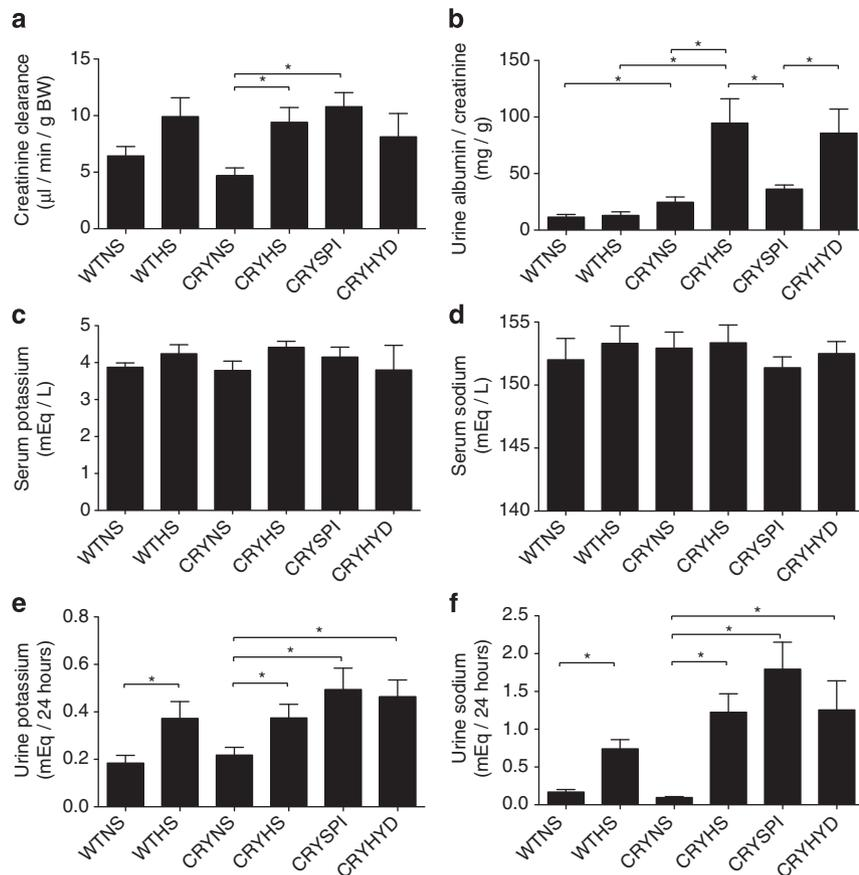 a
Creatinine clearance
(μl / min / g BW)
15
10
5
0
*
*
WTNS
WTHS
CRYNS
CRYHS
CRYSPI
CRYHYD
b
Urine albumin / creatinine
(mg / g)
150
100
50
0
*
*
*
*
*
WTNS
WTHS
CRYNS
CRYHS
CRYSPI
CRYHYD
c
Serum potassium
(mEq / L)
5
4
3
2
1
0
WTNS
WTHS
CRYNS
CRYHS
CRYSPI
CRYHYD
d
Serum sodium
(mEq / L)
155
150
145
140
WTNS
WTHS
CRYNS
CRYHS
CRYSPI
CRYHYD
e
Urine potassium
(mEq / 24 hours)
0.8
0.6
0.4
0.2
0.0
*
*
*
*
WTNS
WTHS
CRYNS
CRYHS
CRYSPI
CRYHYD
f
Urine sodium
(mEq / 24 hours)
2.5
2.0
1.5
1.0
0.5
0.0
*
*
*
*
WTNS
WTHS
CRYNS
CRYHS
CRYSPI
CRYHYD